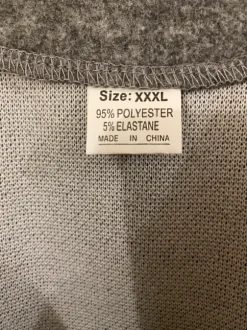 Size: XXXL
95% POLYESTER
5% ELASTANE
MADE IN CHINA